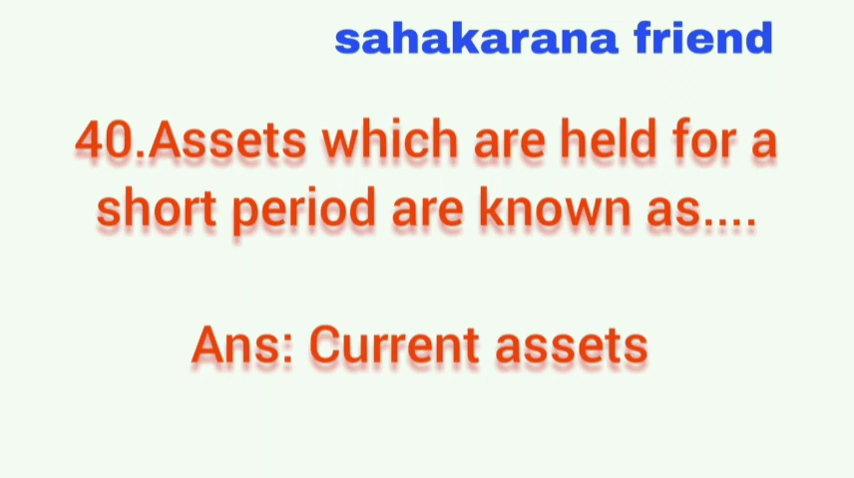 sahakarana friend
40.Assets which are held for a
short period are known as....
Ans: Current assets